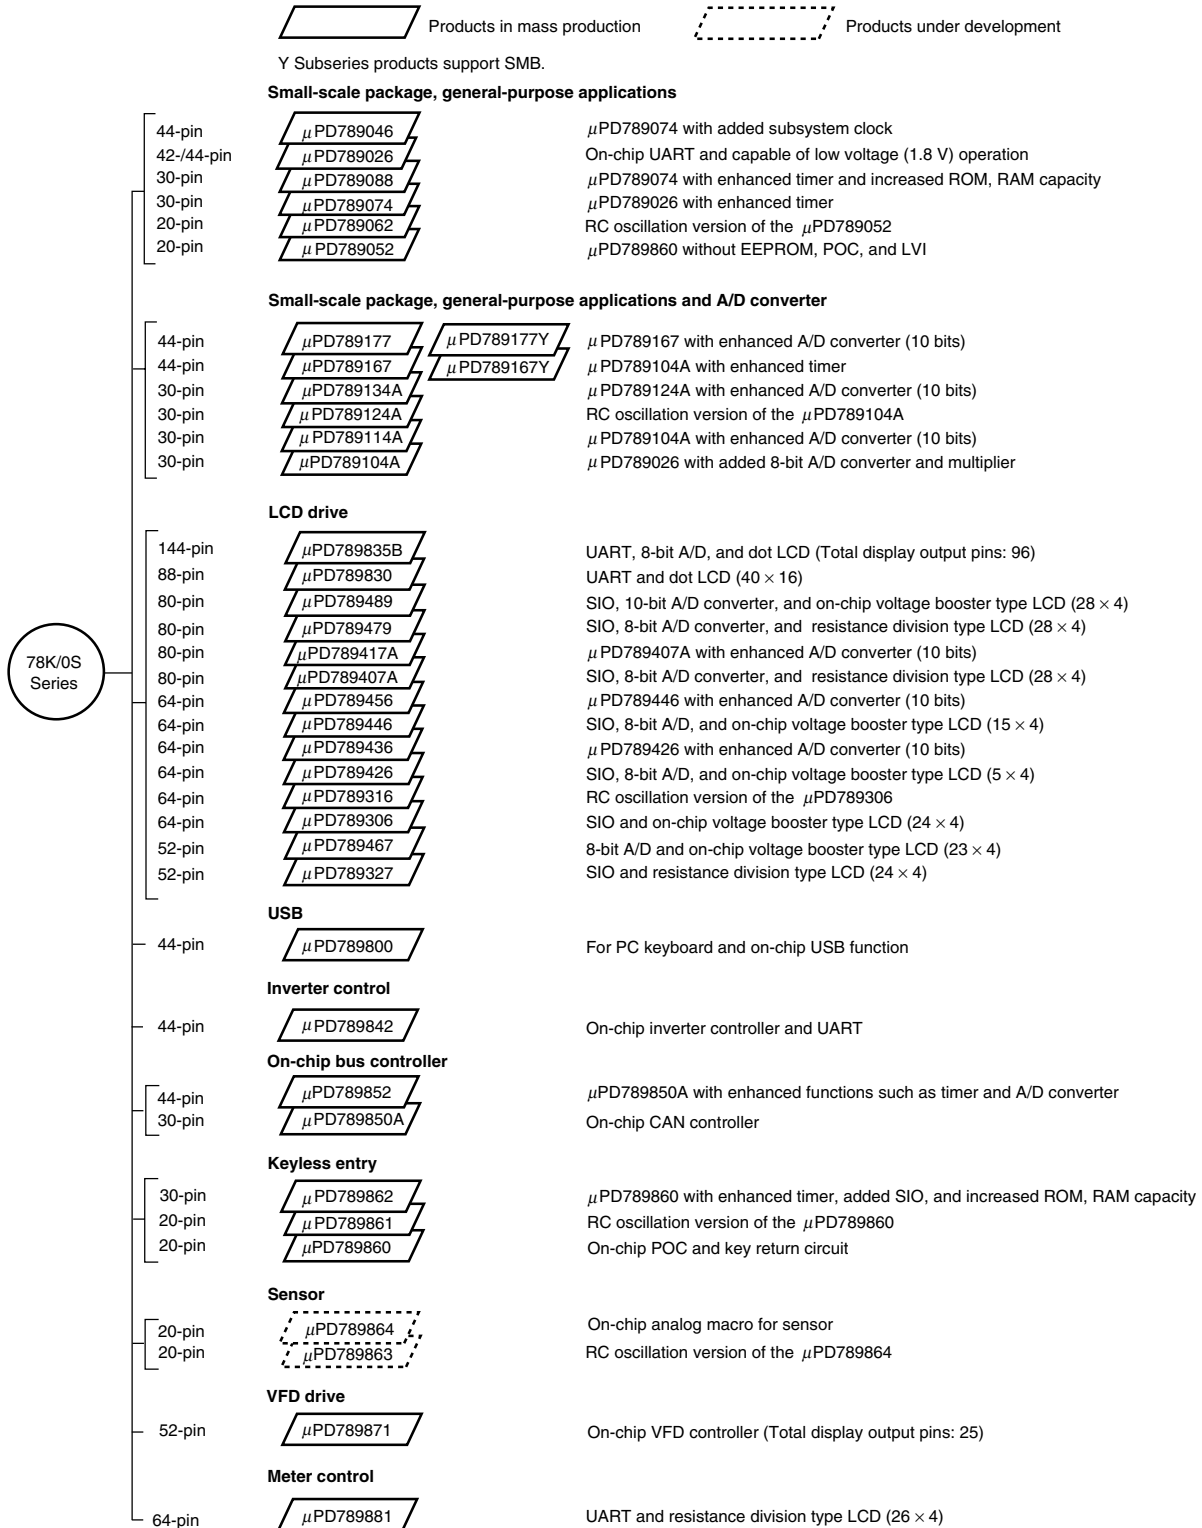 Products in mass production Products under development
Y Subseries products support SMB.
Small-scale package, general-purpose applications
44-pin μPD789046 μPD789074 with added subsystem clock
42-/44-pin μPD789026 On-chip UART and capable of low voltage (1.8 V) operation
30-pin μPD789088 μPD789074 with enhanced timer and increased ROM, RAM capacity
30-pin μPD789074 μPD789026 with enhanced timer
20-pin μPD789062 RC oscillation version of the μPD789052
20-pin μPD789052 μPD789860 without EEPROM, POC, and LVI
Small-scale package, general-purpose applications and A/D converter
44-pin μPD789177 μPD789177Y μPD789167 with enhanced A/D converter (10 bits)
44-pin μPD789167 μPD789167Y μPD789104A with enhanced timer
30-pin μPD789134A μPD789124A with enhanced A/D converter (10 bits)
30-pin μPD789124A RC oscillation version of the μPD789104A
30-pin μPD789114A μPD789104A with enhanced A/D converter (10 bits)
30-pin μPD789104A μPD789026 with added 8-bit A/D converter and multiplier
LCD drive
144-pin μPD789835B UART, 8-bit A/D, and dot LCD (Total display output pins: 96)
88-pin μPD789830 UART and dot LCD (40 × 16)
80-pin μPD789489 SIO, 10-bit A/D converter, and on-chip voltage booster type LCD (28 × 4)
80-pin μPD789479 SIO, 8-bit A/D converter, and resistance division type LCD (28 × 4)
78K/0S
Series
80-pin μPD789417A μPD789407A with enhanced A/D converter (10 bits)
80-pin μPD789407A SIO, 8-bit A/D converter, and resistance division type LCD (28 × 4)
64-pin μPD789456 μPD789446 with enhanced A/D converter (10 bits)
64-pin μPD789446 SIO, 8-bit A/D, and on-chip voltage booster type LCD (15 × 4)
64-pin μPD789436 μPD789426 with enhanced A/D converter (10 bits)
64-pin μPD789426 SIO, 8-bit A/D, and on-chip voltage booster type LCD (5 × 4)
64-pin μPD789316 RC oscillation version of the μPD789306
64-pin μPD789306 SIO and on-chip voltage booster type LCD (24 × 4)
52-pin μPD789467 8-bit A/D and on-chip voltage booster type LCD (23 × 4)
52-pin μPD789327 SIO and resistance division type LCD (24 × 4)
USB
44-pin μPD789800 For PC keyboard and on-chip USB function
Inverter control
44-pin μPD789842 On-chip inverter controller and UART
On-chip bus controller
44-pin μPD789852 μPD789850A with enhanced functions such as timer and A/D converter
30-pin μPD789850A On-chip CAN controller
Keyless entry
30-pin μPD789862 μPD789860 with enhanced timer, added SIO, and increased ROM, RAM capacity
20-pin μPD789861 RC oscillation version of the μPD789860
20-pin μPD789860 On-chip POC and key return circuit
Sensor
20-pin μPD789864 On-chip analog macro for sensor
20-pin μPD789863 RC oscillation version of the μPD789864
VFD drive
52-pin μPD789871 On-chip VFD controller (Total display output pins: 25)
Meter control
64-pin μPD789881 UART and resistance division type LCD (26 × 4)